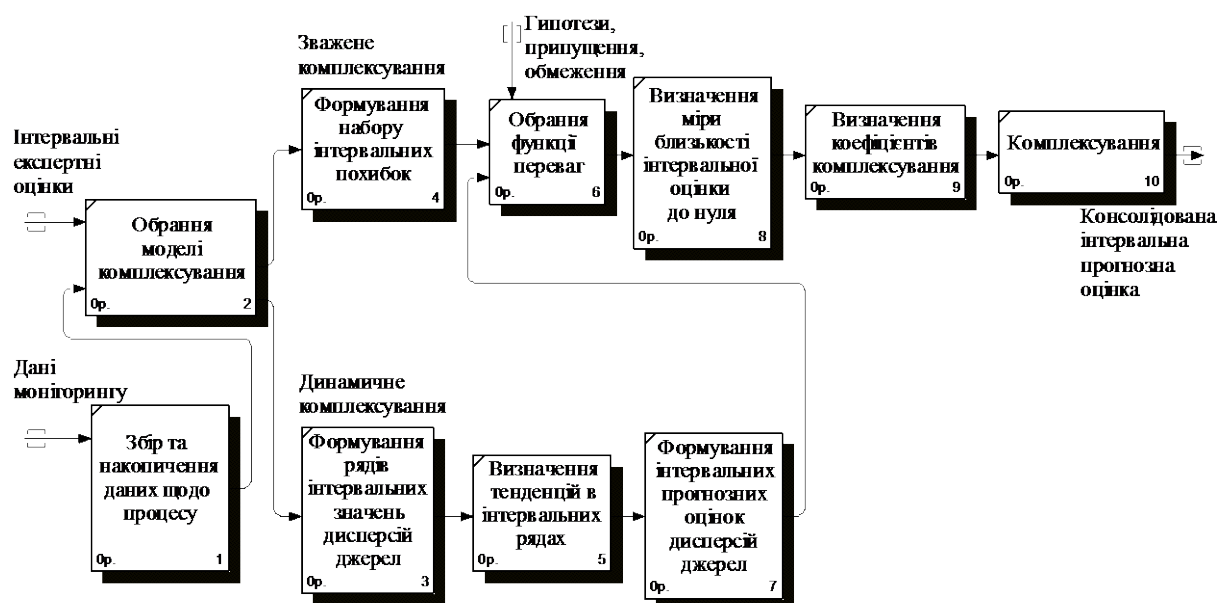 Гипотези,
припущення,
обмеження
Зважене
комплексування
Формування
набору
інтервальних
похибок
0р.
4
Обрання
функції
переваг
0р.
6
Визначення
міри
близькості
інтервальної
оцінки
до нуля
0р.
8
Визначення
коефіцієнтів
комплексування
0р.
9
Комплексування
0р.
10
Консолідована
інтервальна
прогнозна
оцінка
Інтервальні
експертні
оцінки
Обрання
моделі
комплексування
0р.
2
Дані
моніторингу
Збір та
накопичення
даних щодо
процесу
0р.
1
Динамичне
комплексування
Формування
рядів
інтервальних
значень
дисперсій
джерел
0р.
3
Визначення
тенденцій в
інтервальних
рядах
0р.
5
Формування
інтервальних
прогнозних
оцінок
дисперсій
джерел
0р.
7